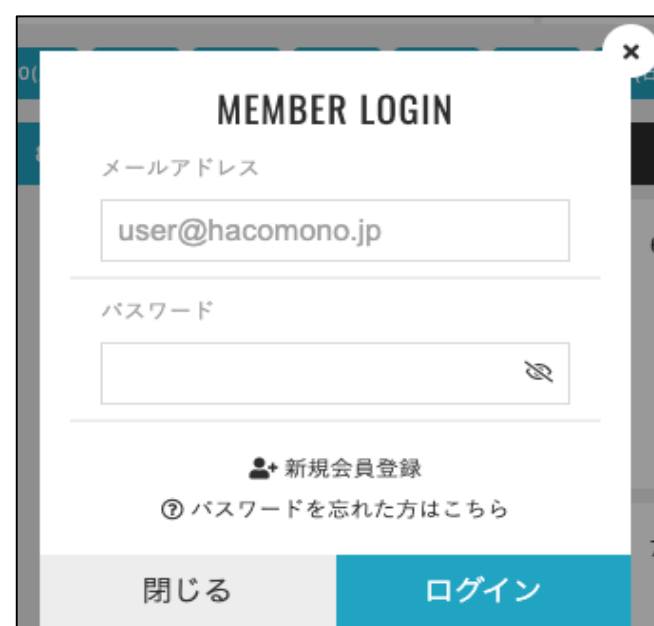 MEMBER LOGIN
メールアドレス
user@hacomono.jp
パスワード
新規会員登録
パスワードを忘れた方はこちら
閉じる
ログイン